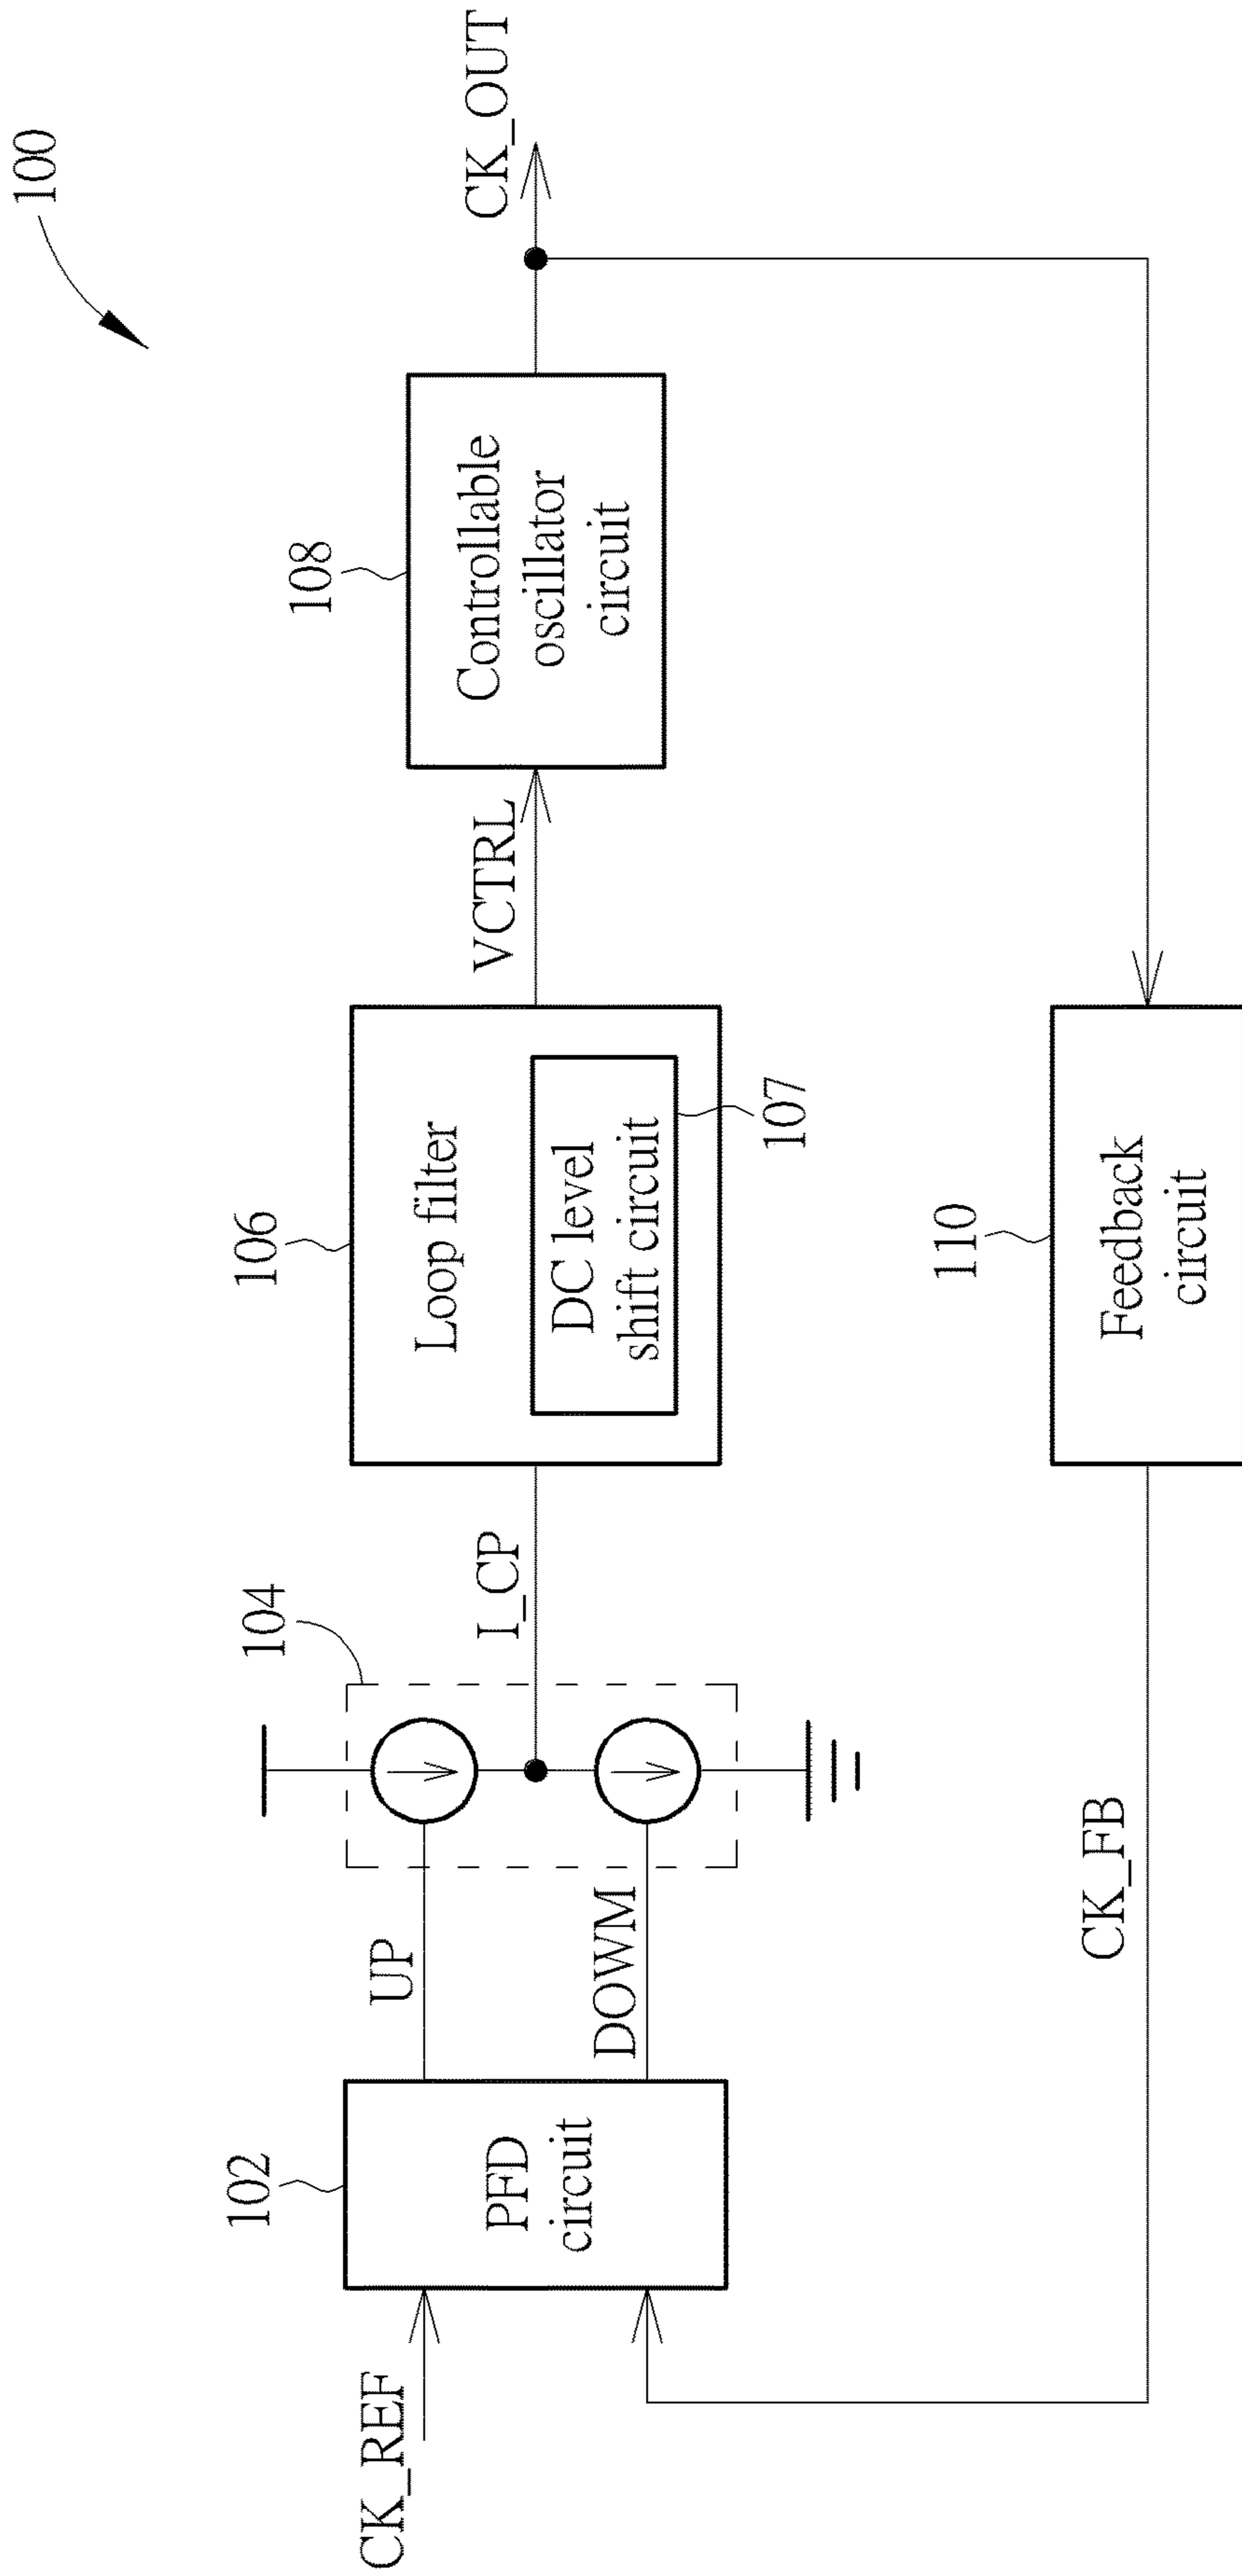 100
102
PFD
circuit
CK_REF
UP
DOWM
104
I_CP
106
Loop filter
DC level
shift circuit
107
VCTRL
108
Controllable
oscillator
circuit
CK_OUT
110
Feedback
circuit
CK_FB